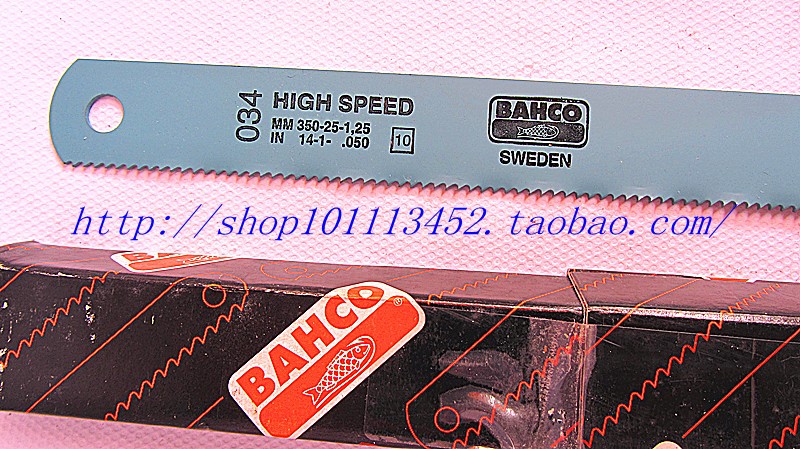 034
HIGH SPEED
MM 350-25-1,25
IN 14-1- .050
10
BAHCO
SWEDEN
http://shop101113452.taobao.com/
BAHCO
®